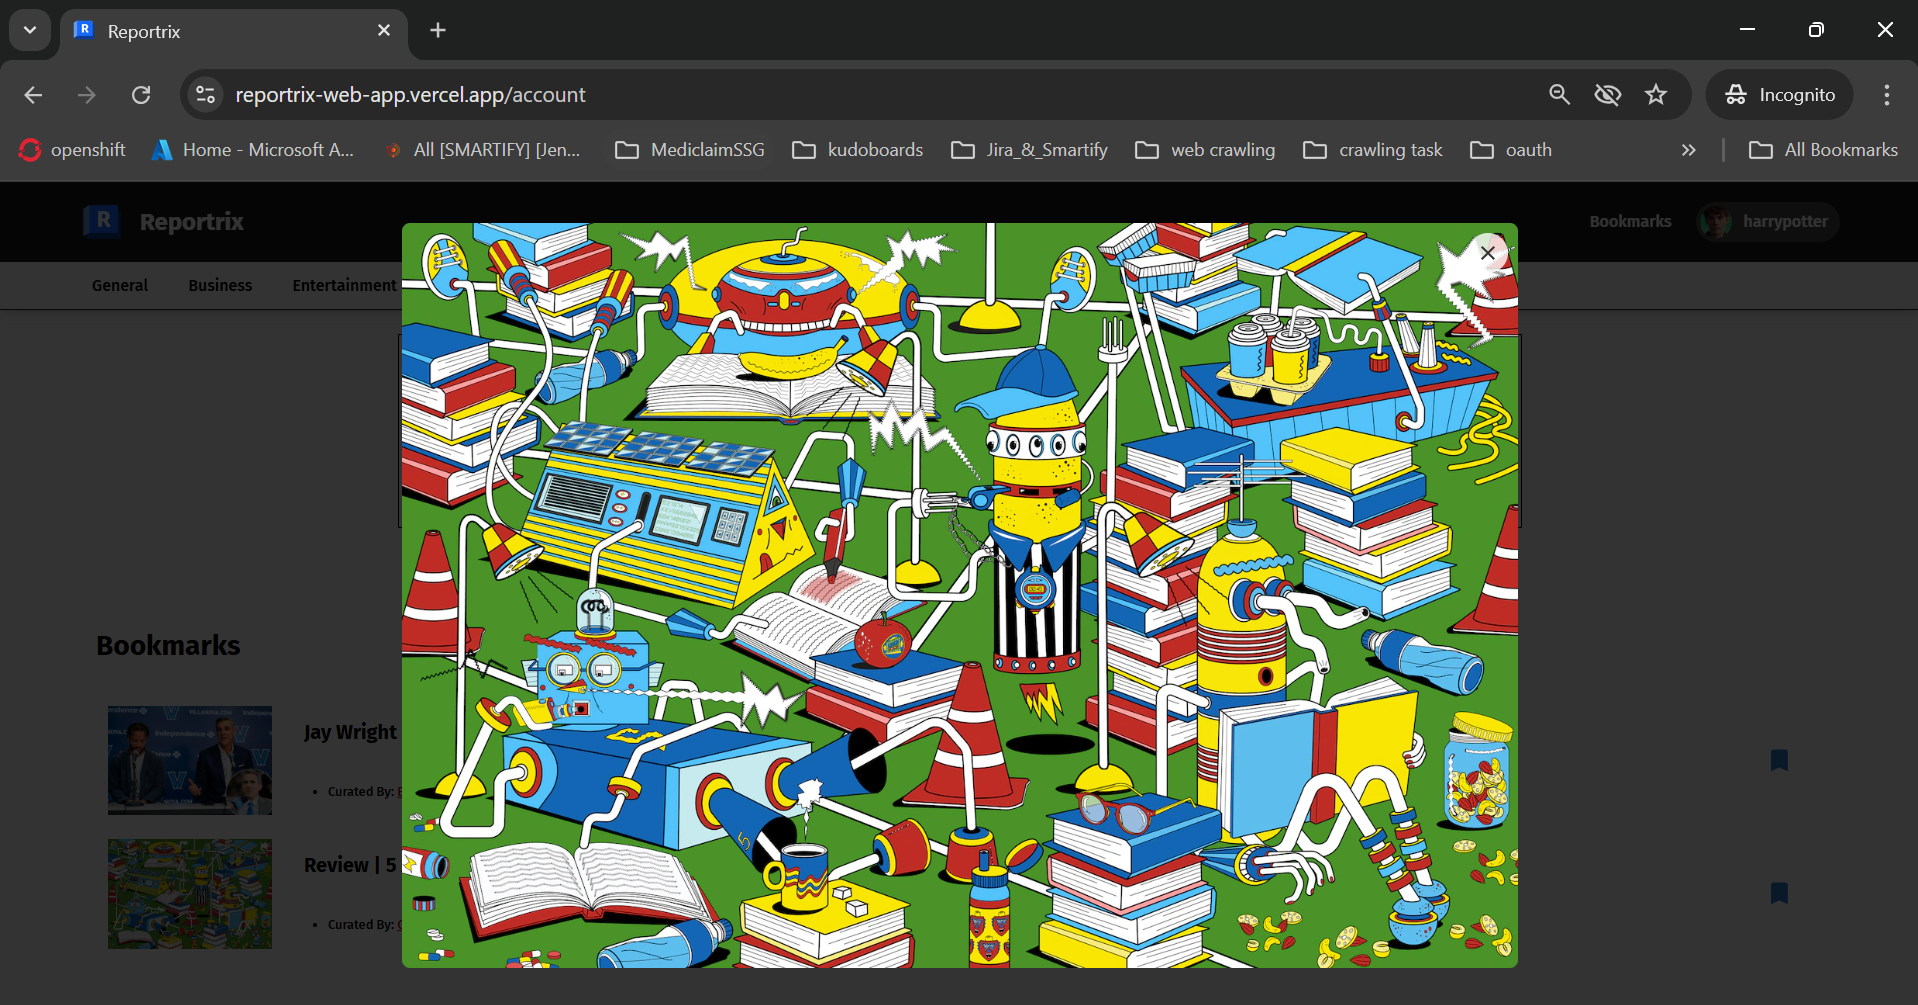 Reportrix
reportrix-web-app.vercel.app/account
Incognito
openshift
Home - Microsoft A...
All [SMARTIFY] [Jen...
MediclaimSSG
kudoboards
Jira_&_Smartify
web crawling
crawling task
oauth
All Bookmarks
R
Reportrix
Bookmarks
harrypotter
General
Business
Entertainment
Bookmarks
Jay Wright
Curated By:
Review | 5
Curated By:
5